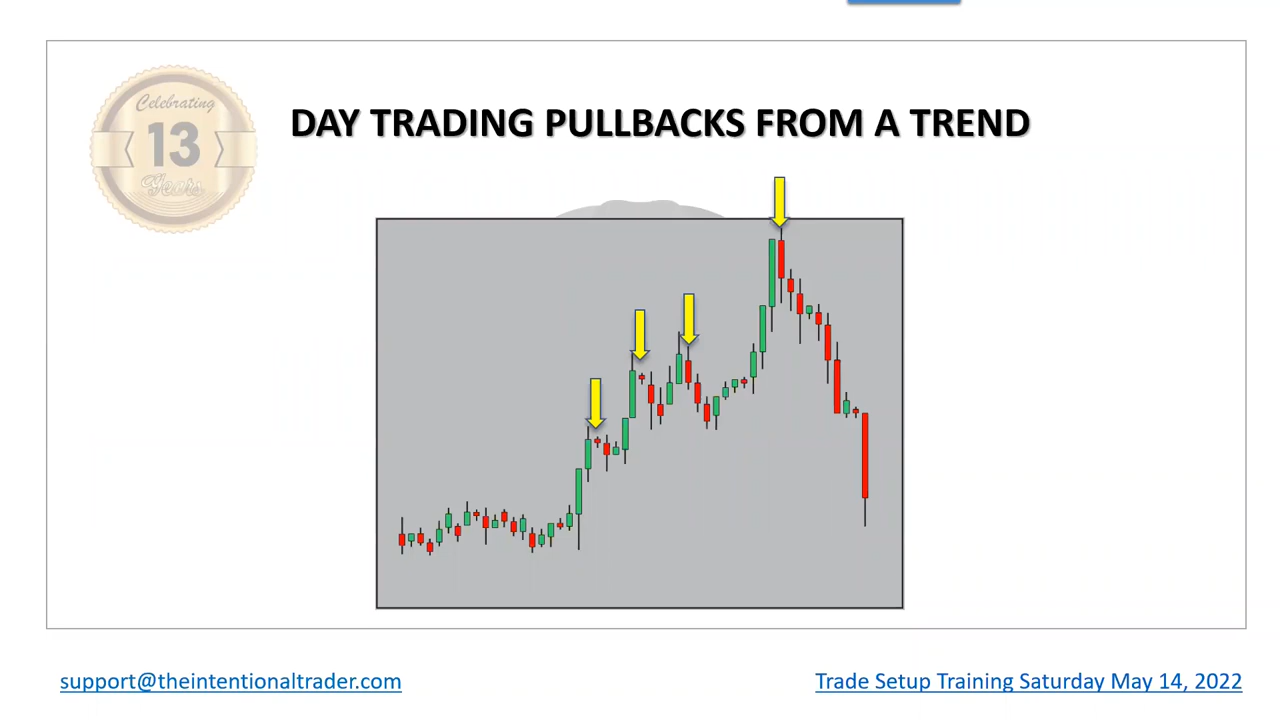 Celebrating
13
Years
DAY TRADING PULLBACKS FROM A TREND
support@theintentionaltrader.com
Trade Setup Training Saturday May 14, 2022